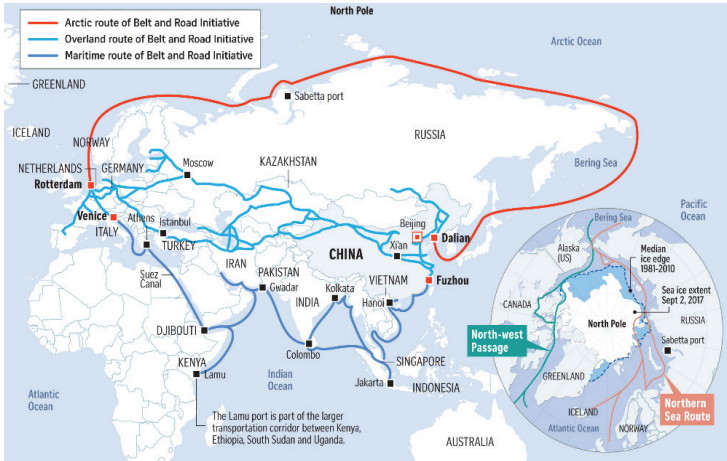 North Pole
Arctic route of Belt and Road Initiative
Overland route of Belt and Road Initiative
Maritime route of Belt and Road Initiative
Arctic Ocean
GREENLAND
Sabetta port
ICELAND
NORWAY
RUSSIA
NETHERLANDS
GERMANY
Moscow
KAZAKHSTAN
Bering Sea
Rotterdam
Pacific
Ocean
Venice
ITALY
Athens
Istanbul
TURKEY
Beijing
Dalian
Xi'an
CHINA
Suez
Canal
IRAN
PAKISTAN
Gwadar
INDIA
Kolkata
VIETNAM
Hanoi
Fuzhou
DJIBOUTI
KENYA
Lamu
Colombo
Indian
Ocean
SINGAPORE
Jakarta
INDONESIA
Atlantic
Ocean
The Lamu port is part of the larger
transportation corridor between Kenya,
Ethiopia, South Sudan and Uganda.
AUSTRALIA
Bering Sea
Alaska
(US)
Median
ice edge
1981-2010
Sea ice extent
Sept 2, 2017
CANADA
North Pole
RUSSIA
North-west
Passage
Sabetta port
GREENLAND
Northern
Sea Route
ICELAND
Atlantic Ocean
NORWAY